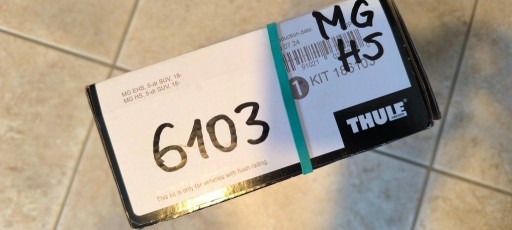 MG EHS, 5-dr SUV, 18-
MG HS, 5-dr SUV, 18-
6103
This kit is only for vehicles with flush railing.
MG
HS
KIT 186103
THULE